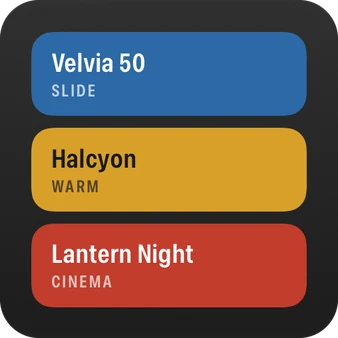 Velvia 50
SLIDE
Halcyon
WARM
Lantern Night
CINEMA